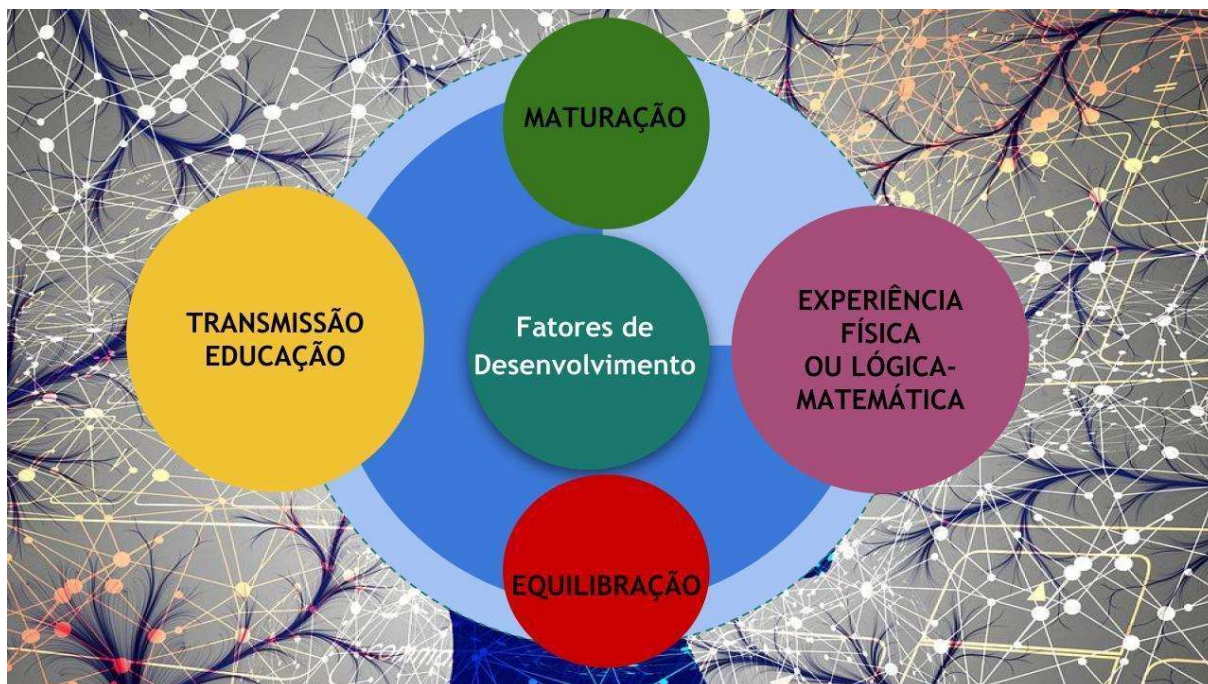 MATURAÇÃO
TRANSMISSÃO
EDUCAÇÃO
Fatores de
Desenvolvimento
EXPERIÊNCIA
FÍSICA
OU LÓGICA-
MATEMÁTICA
EQUILIBRAÇÃO